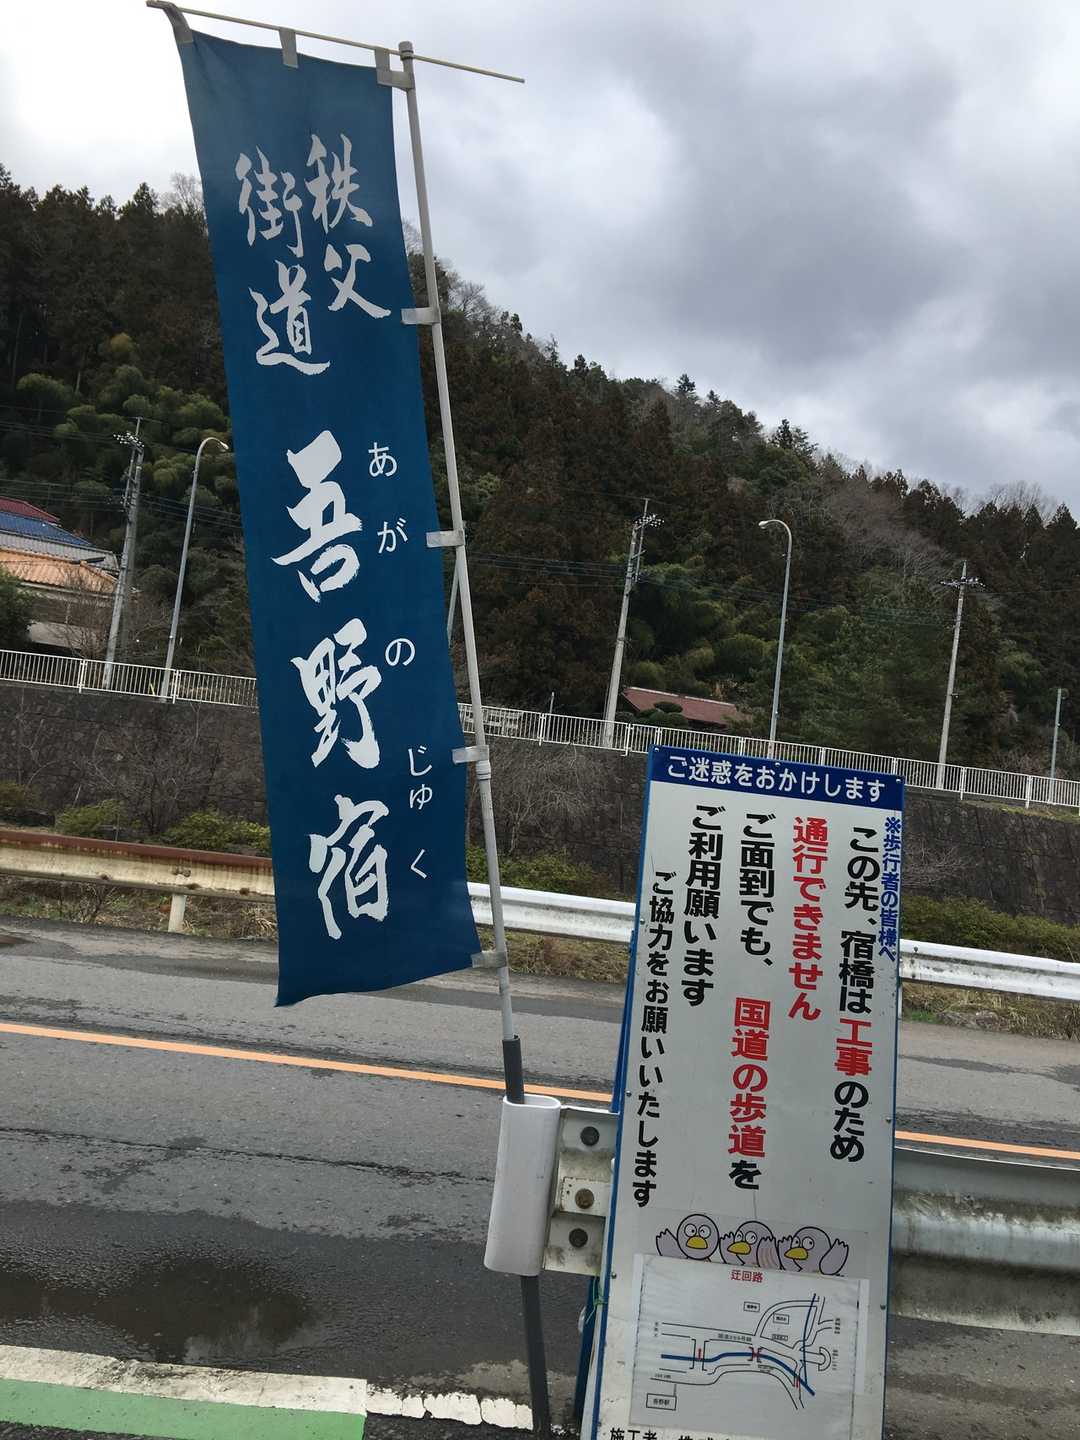 秩父
街道
吾野宿
あがのじゅく
ご迷惑をおかけします
※歩行者の皆様へ
この先、宿橋は工事のため
通行できません
ご面到でも、国道の歩道を
ご利用願います
ご協力をお願いいたします
迂回路
吾野駅